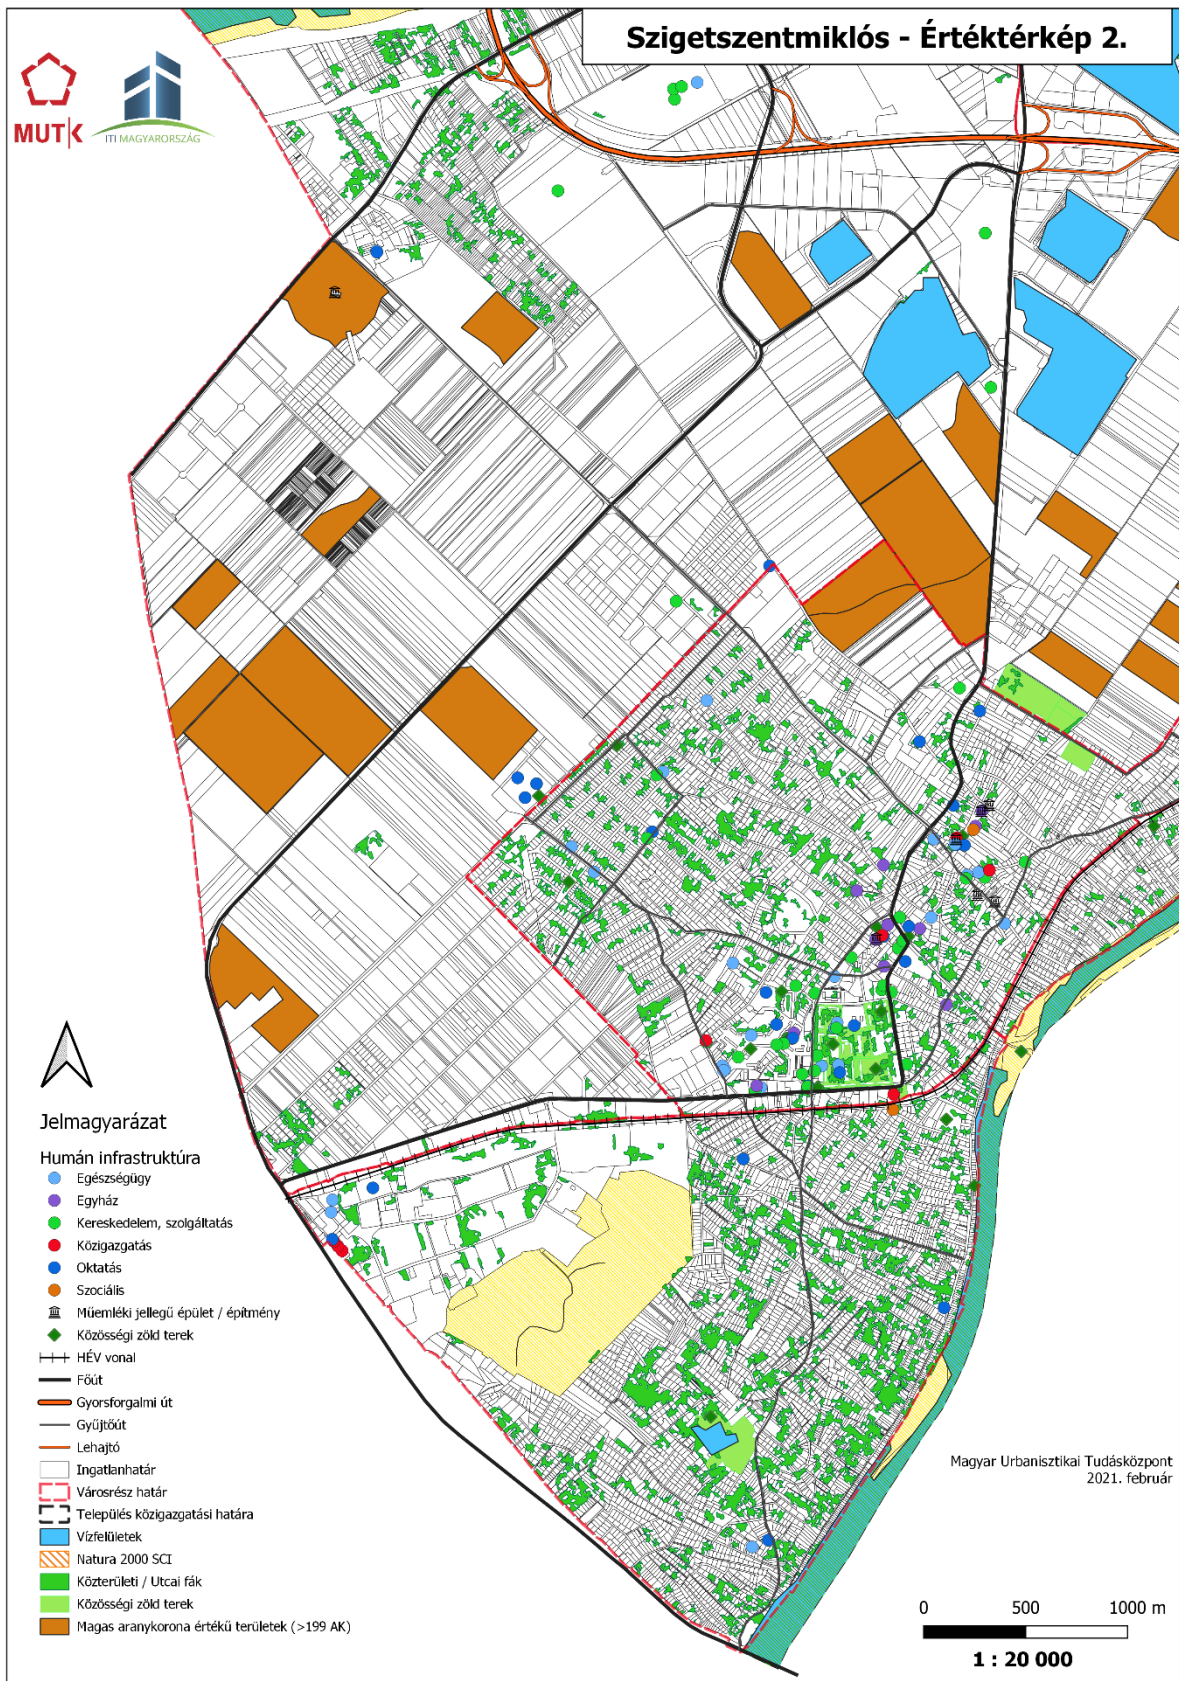 Szigetszentmiklós - Értéktérkép 2.
MUT|K
ITI MAGYARORSZÁG
Jelmagyarázat
Humán infrastruktúra
Egészségügy
Egyház
Kereskedelem, szolgáltatás
Közigazgatás
Oktatás
Szociális
Műemléki jellegű épület / építmény
Közösségi zöld terek
HÉV vonal
Főút
Gyorsforgalmi út
Gyűjtőút
Lehajtó
Ingatlanhatár
Városrész határ
Település közigazgatási határa
Vízfelületek
Natura 2000 SCI
Közterületi / Utcai fák
Közösségi zöld terek
Magas aranykorona értékű területek (>199 AK)
Magyar Urbanisztikai Tudásközpont
2021. február
0 500 1000 m
1 : 20 000